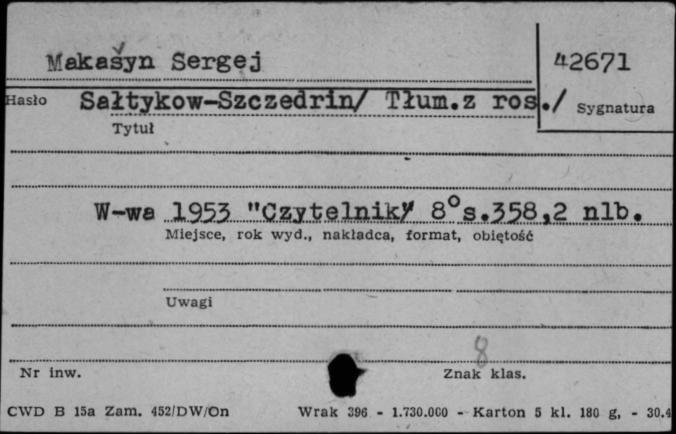 Makašyn Sergej
42671
Hasło Sałtykow-Szczedrin/ Tłum.z ros./
Sygnatura
Tytuł
W-wa 1953 "Czytelnik" 8° s.358,2 nlb.
Miejsce, rok wyd., nakładca, format, objętość
Uwagi
8
Nr inw. Znak klas.
CWD B 15a Zam. 452/DW/On Wrak 396 - 1.730.000 - Karton 5 kl. 180 g, - 30.4